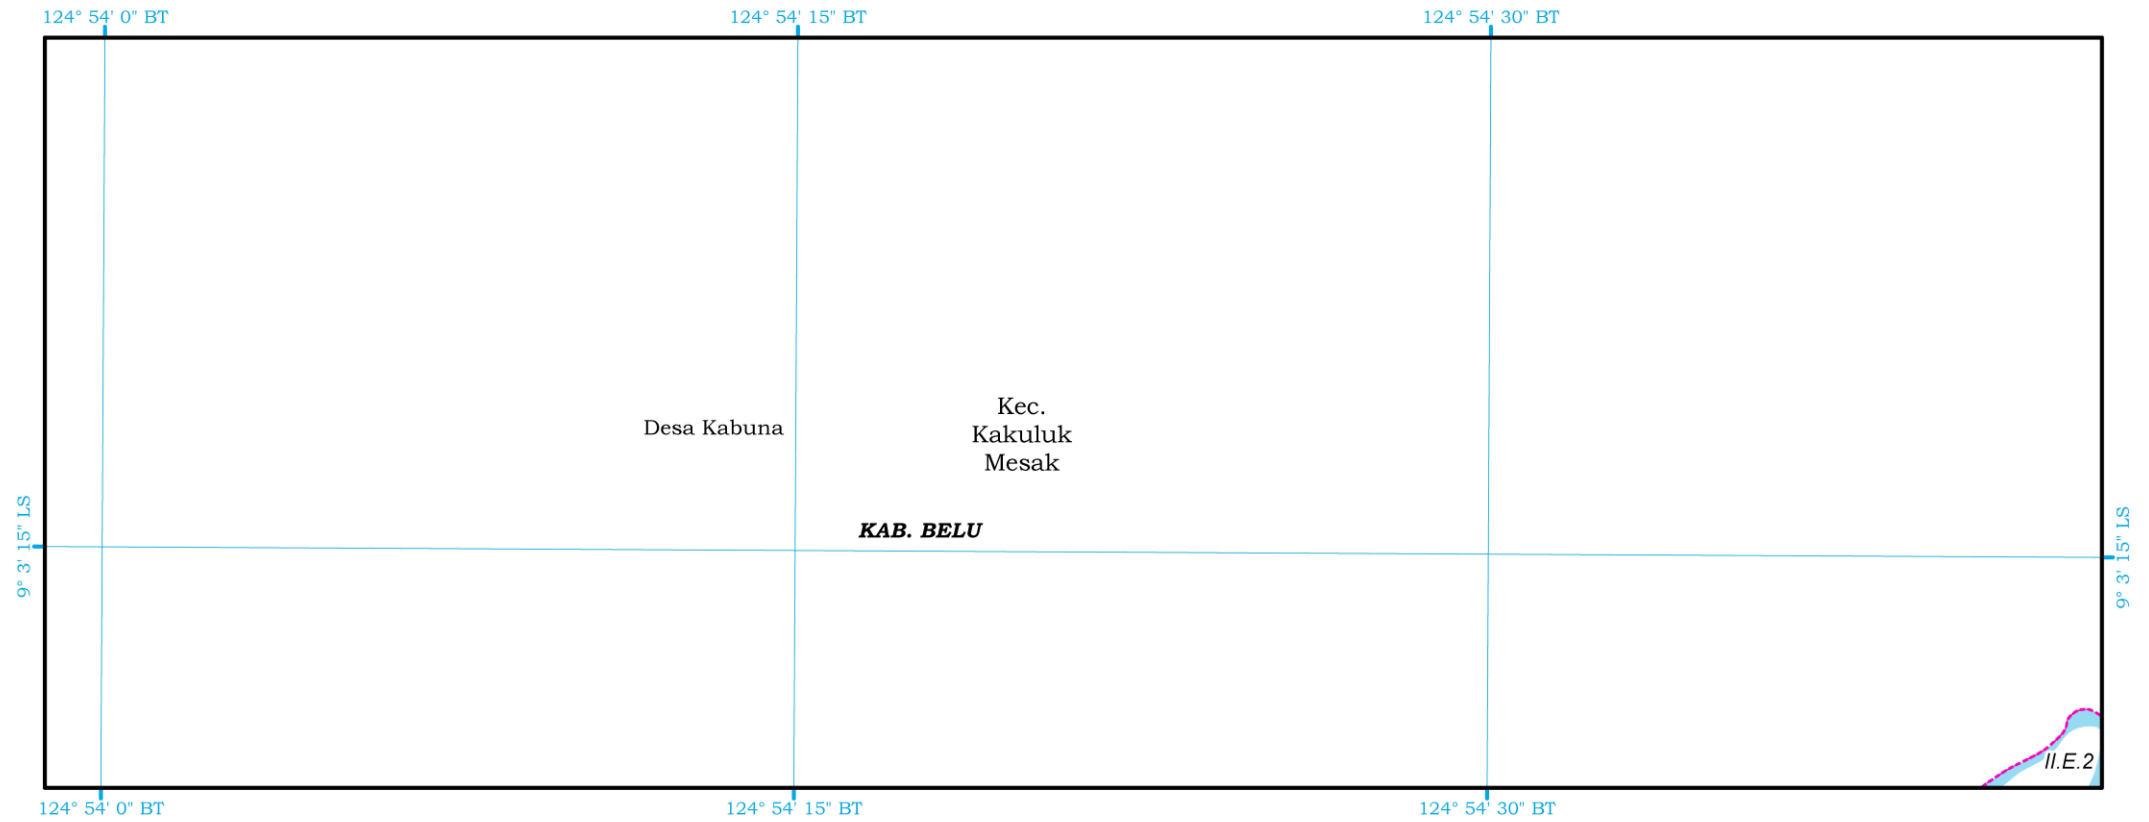 124° 54' 0" BT
124° 54' 15" BT
124° 54' 30" BT
Kec.
Kakuluk
Mesak
Desa Kabuna
KAB. BELU
9° 3' 15" LS
9° 3' 15" LS
II.E.2
124° 54' 0" BT
124° 54' 15" BT
124° 54' 30" BT